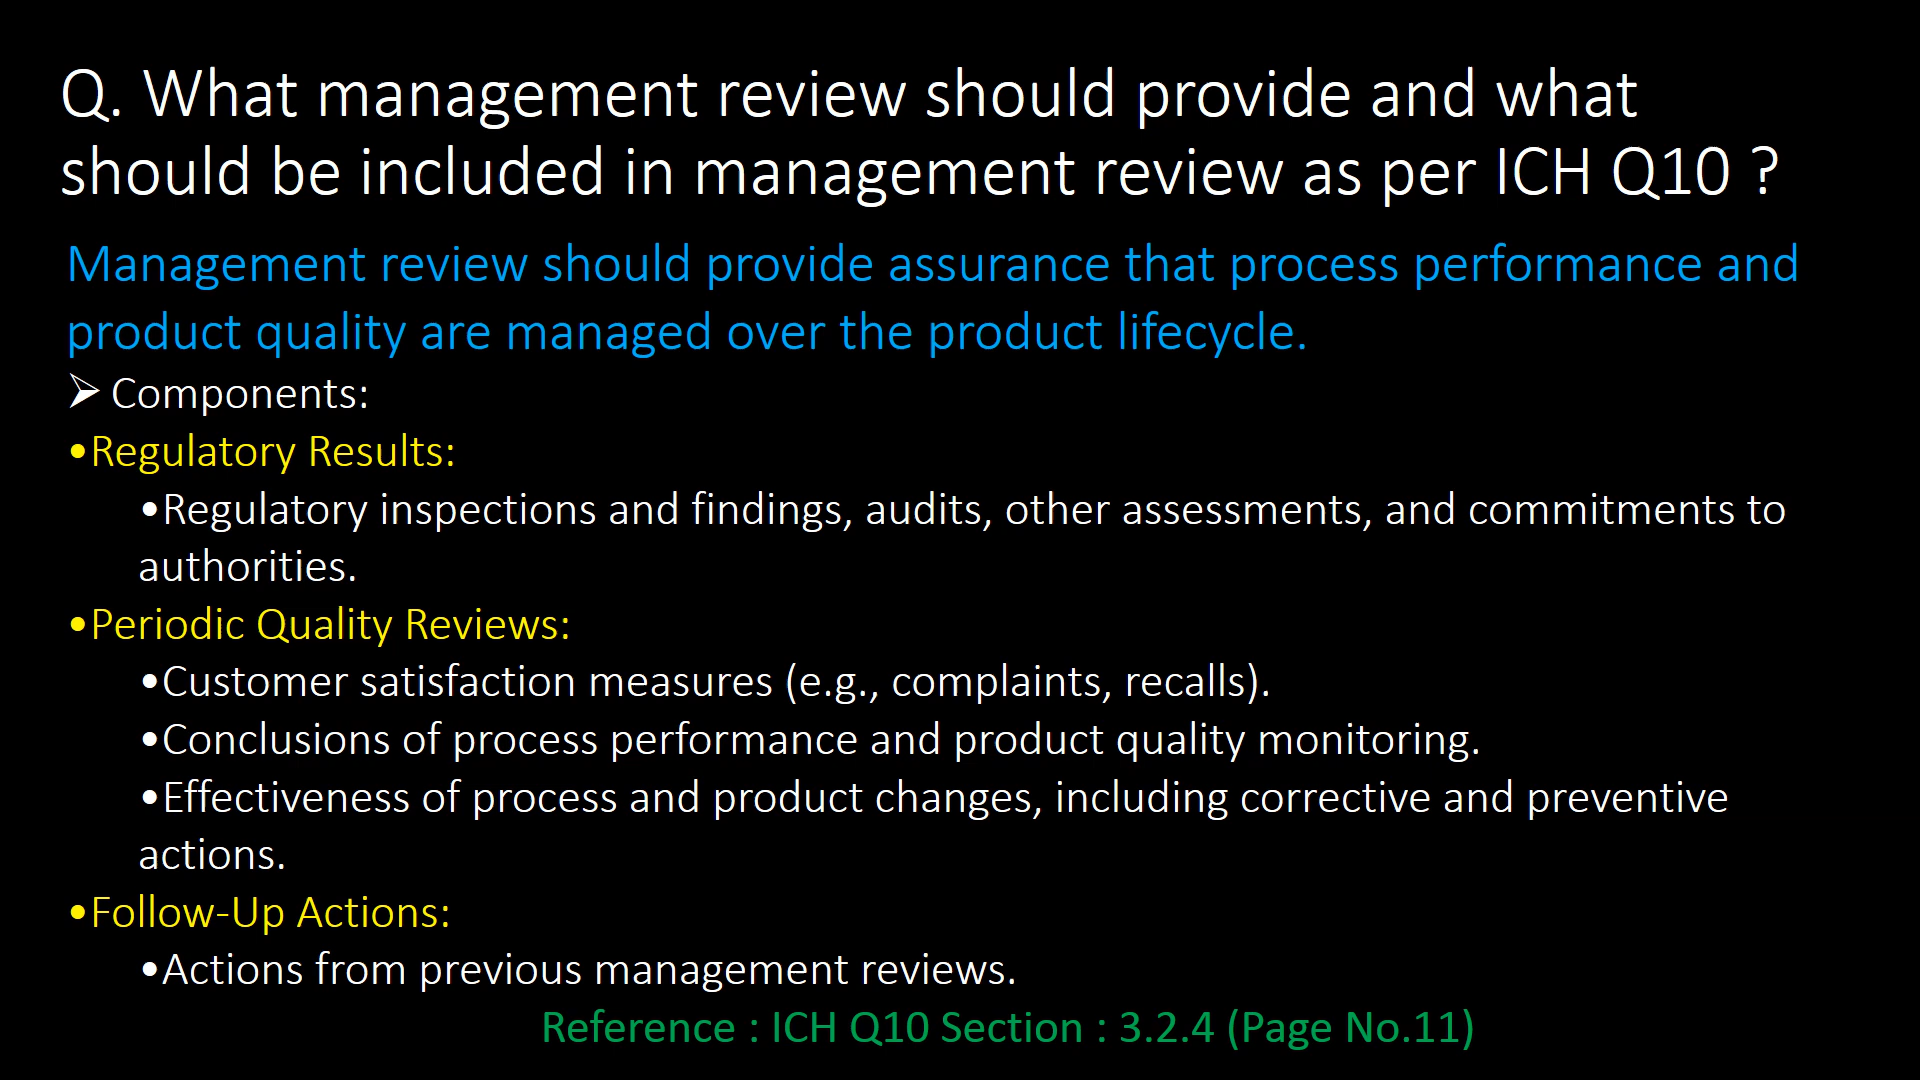 Q. What management review should provide and what
should be included in management review as per ICH Q10 ?
Management review should provide assurance that process performance and
product quality are managed over the product lifecycle.
➢ Components:
•Regulatory Results:
•Regulatory inspections and findings, audits, other assessments, and commitments to
authorities.
•Periodic Quality Reviews:
•Customer satisfaction measures (e.g., complaints, recalls).
•Conclusions of process performance and product quality monitoring.
•Effectiveness of process and product changes, including corrective and preventive
actions.
•Follow-Up Actions:
•Actions from previous management reviews.
Reference : ICH Q10 Section : 3.2.4 (Page No.11)